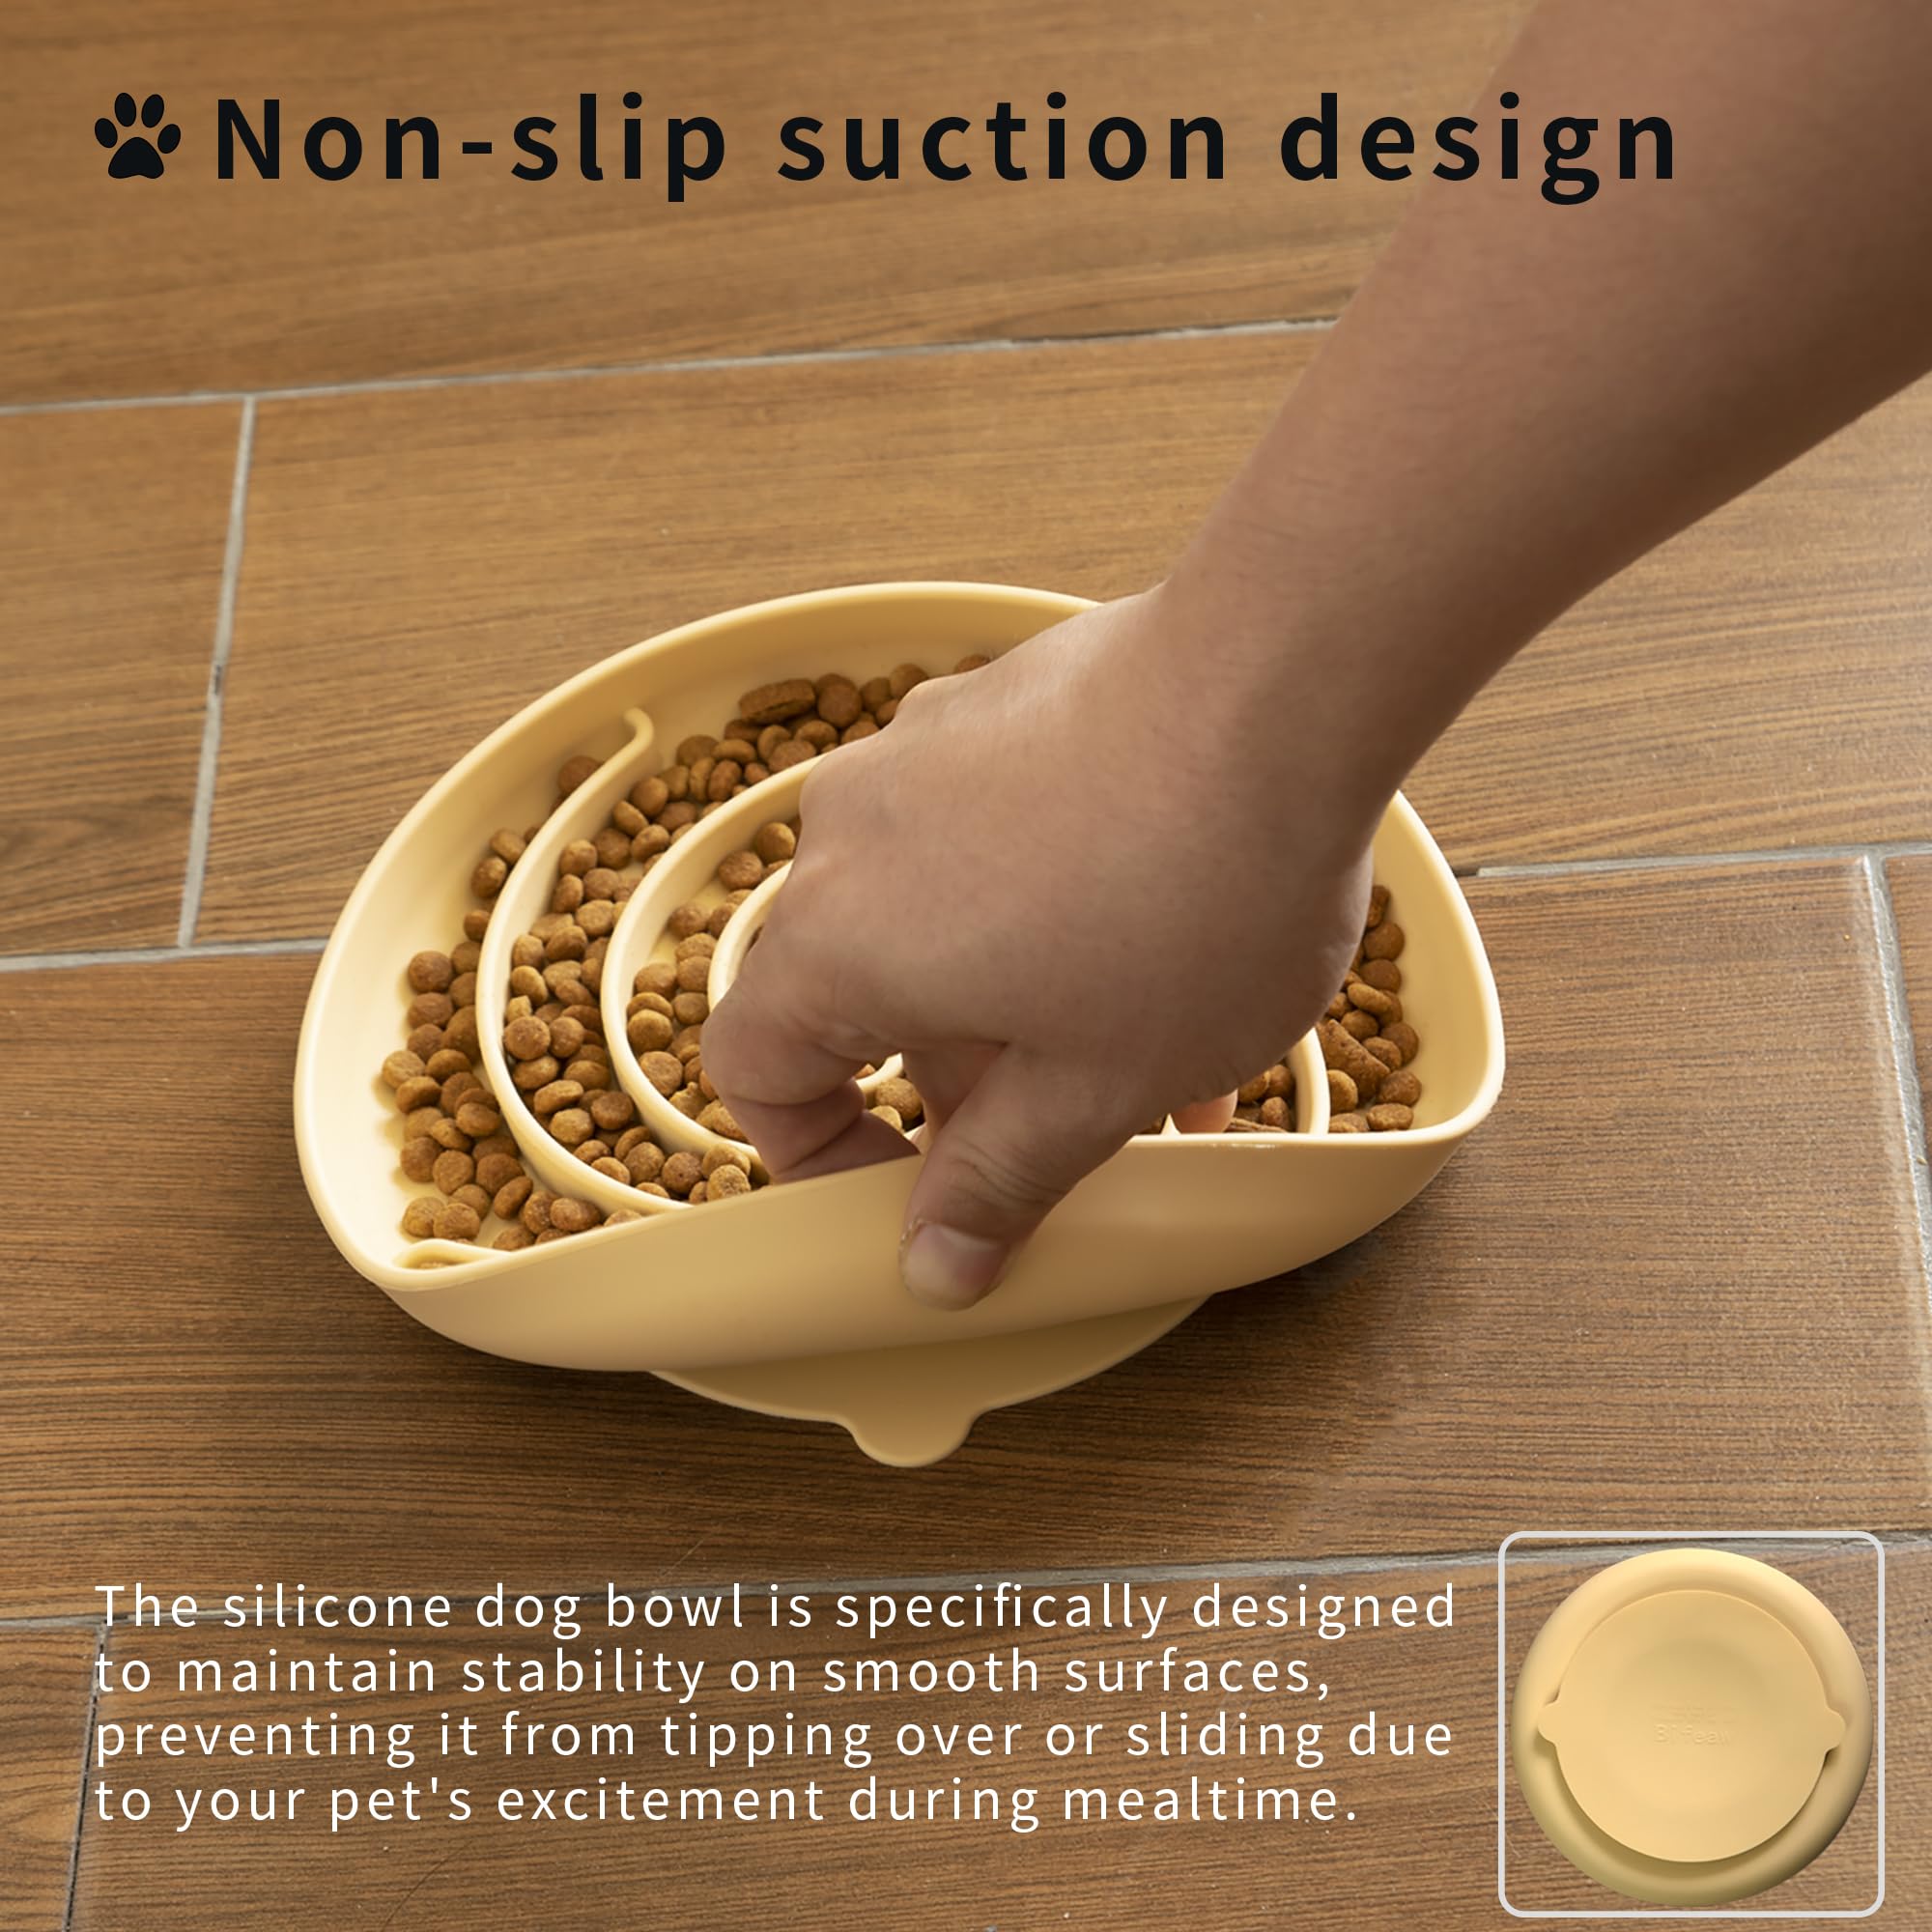 Non-slip suction design
The silicone dog bowl is specifically designed
to maintain stability on smooth surfaces,
preventing it from tipping over or sliding due
to your pet's excitement during mealtime.